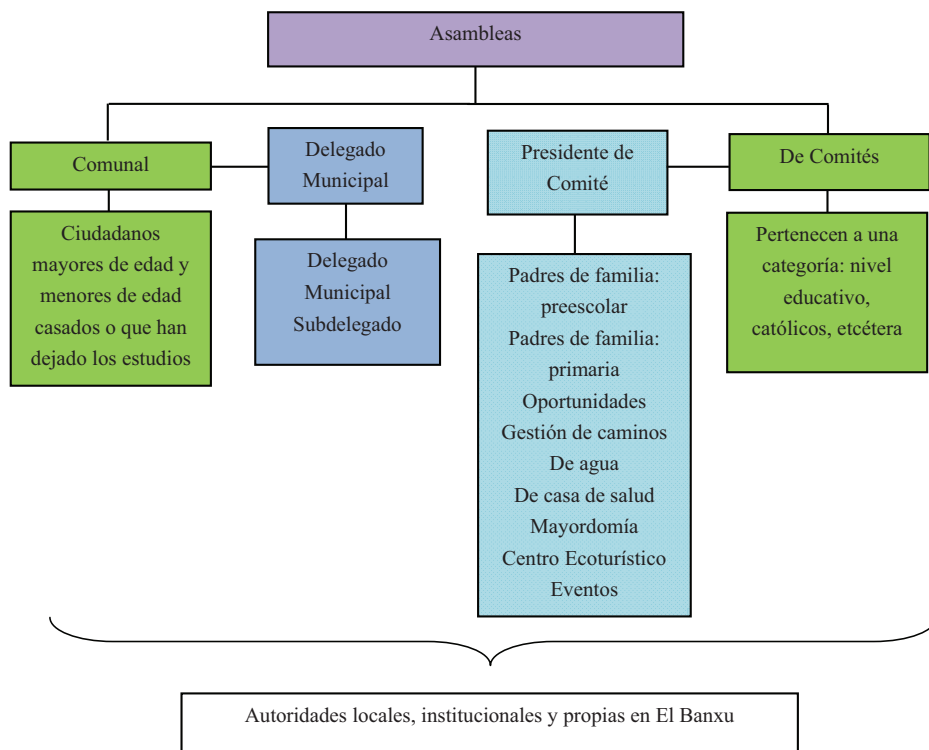 Asambleas
Comunal
Delegado
Municipal
Presidente de
Comité
De Comités
Ciudadanos
mayores de edad y
menores de edad
casados o que han
dejado los estudios
Delegado
Municipal
Subdelegado
Padres de familia:
preescolar
Padres de familia:
primaria
Oportunidades
Gestión de caminos
De agua
De casa de salud
Mayordomía
Centro Ecoturístico
Eventos
Pertenecen a una
categoría: nivel
educativo,
católicos, etcétera
Autoridades locales, institucionales y propias en El Banxu